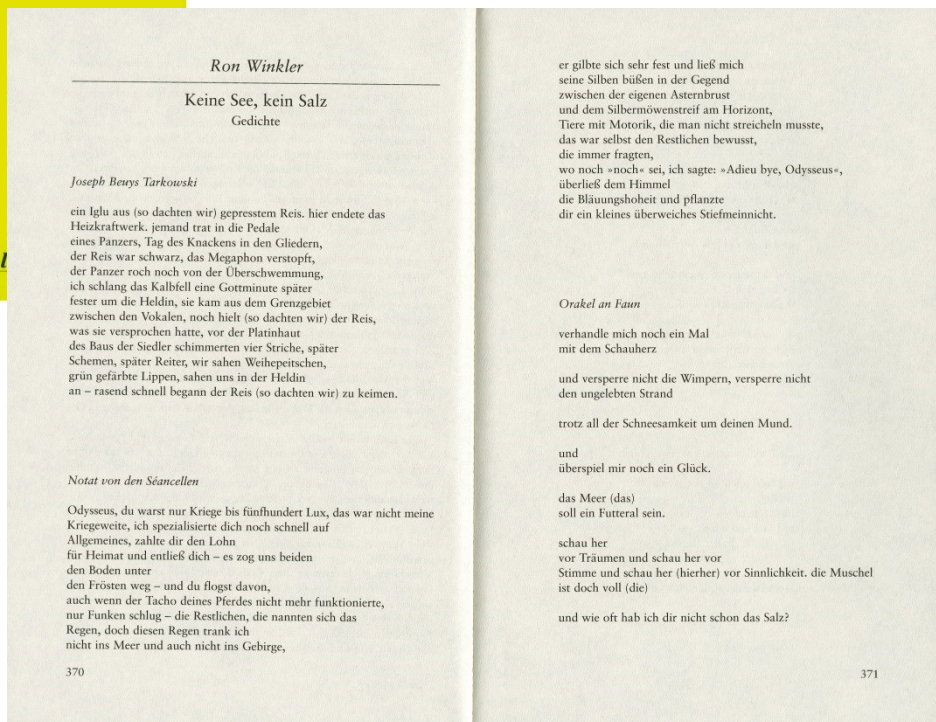 Ron Winkler
Keine See, kein Salz
Gedichte
Joseph Beuys Tarkowski
ein Iglu aus (so dachten wir) gepresstem Reis. hier endete das
Heizkraftwerk. jemand trat in die Pedale
eines Panzers, Tag des Knackens in den Gliedern,
der Reis war schwarz, das Megaphon verstopft,
der Panzer roch noch von der Überschwemmung,
ich schlang das Kalbfell eine Gottminute später
fester um die Heldin, sie kam aus dem Grenzgebiet
zwischen den Vokalen, noch hielt (so dachten wir) der Reis,
was sie versprochen hatte, vor der Platinhaut
des Baus der Siedler schimmerten vier Striche, später
Schemen, später Reiter, wir sahen Weihepeitschen,
grün gefärbte Lippen, sahen uns in der Heldin
an – rasend schnell begann der Reis (so dachten wir) zu keimen.
Notat von den Séancellen
Odysseus, du warst nur Kriege bis fünfhundert Lux, das war nicht meine
Kriegeweite, ich spezialisierte dich noch schnell auf
Allgemeines, zahlte dir den Lohn
für Heimat und entließ dich – es zog uns beiden
den Boden unter
den Frösten weg – und du flogst davon,
auch wenn der Tacho deines Pferdes nicht mehr funktionierte,
nur Funken schlug – die Restlichen, die nannten sich das
Regen, doch diesen Regen trank ich
nicht ins Meer und auch nicht ins Gebirge,
370
er gilbte sich sehr fest und ließ mich
seine Silben büßen in der Gegend
zwischen der eigenen Asternbrust
und dem Silbermöwenstreif am Horizont,
Tiere mit Motorik, die man nicht streicheln musste,
das war selbst den Restlichen bewusst,
die immer fragten,
wo noch »noch« sei, ich sagte: »Adieu bye, Odysseus«,
überließ dem Himmel
die Bläuungshoheit und pflanzte
dir ein kleines überweiches Stiefmeinnicht.
Orakel an Faun
verhandle mich noch ein Mal
mit dem Schauherz
und versperre nicht die Wimpern, versperre nicht
den ungelebten Strand
trotz all der Schneesamkeit um deinen Mund.
und
überspiel mir noch ein Glück.
das Meer (das)
soll ein Futteral sein.
schau her
vor Träumen und schau her vor
Stimme und schau her (hierher) vor Sinnlichkeit. die Muschel
ist doch voll (die)
und wie oft hab ich dir nicht schon das Salz?
371